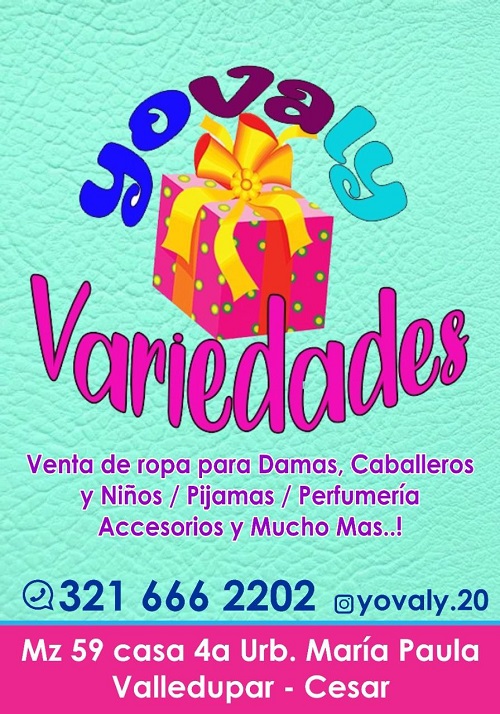 yovaly
Variedades
Venta de ropa para Damas, Caballeros
y Niños / Pijamas / Perfumería
Accesorios y Mucho Mas..!
321 666 2202 yovaly.20
Mz 59 casa 4a Urb. María Paula
Valledupar - Cesar